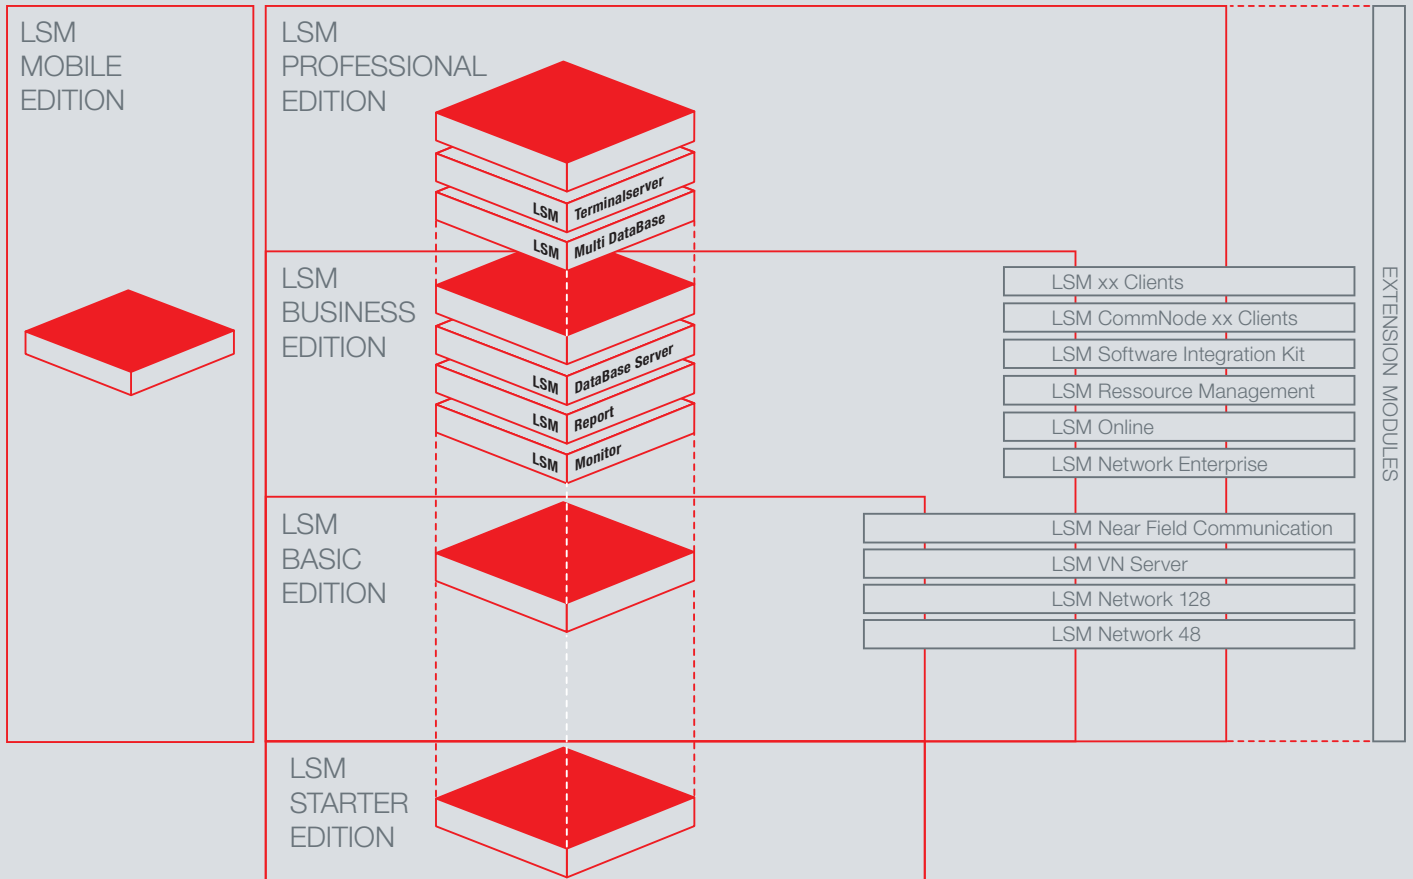 LSM
MOBILE
EDITION
LSM
PROFESSIONAL
EDITION
LSM Terminalserver
LSM Multi DataBase
LSM
BUSINESS
EDITION
LSM DataBase Server
LSM Report
LSM Monitor
LSM
BASIC
EDITION
LSM
STARTER
EDITION
LSM xx Clients
LSM CommNode xx Clients
LSM Software Integration Kit
LSM Ressource Management
LSM Online
LSM Network Enterprise
LSM Near Field Communication
LSM VN Server
LSM Network 128
LSM Network 48
EXTENSION MODULES